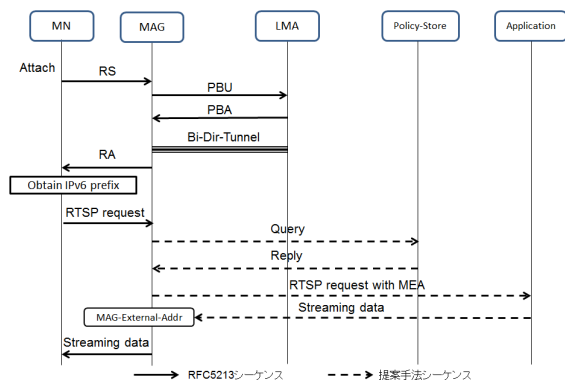 MN
MAG
LMA
Policy-Store
Application
Attach
RS
PBU
PBA
Bi-Dir-Tunnel
RA
Obtain IPv6 prefix
RTSP request
Query
Reply
RTSP request with MEA
Streaming data
MAG-External-Addr
Streaming data
RFC5213シーケンス
提案手法シーケンス